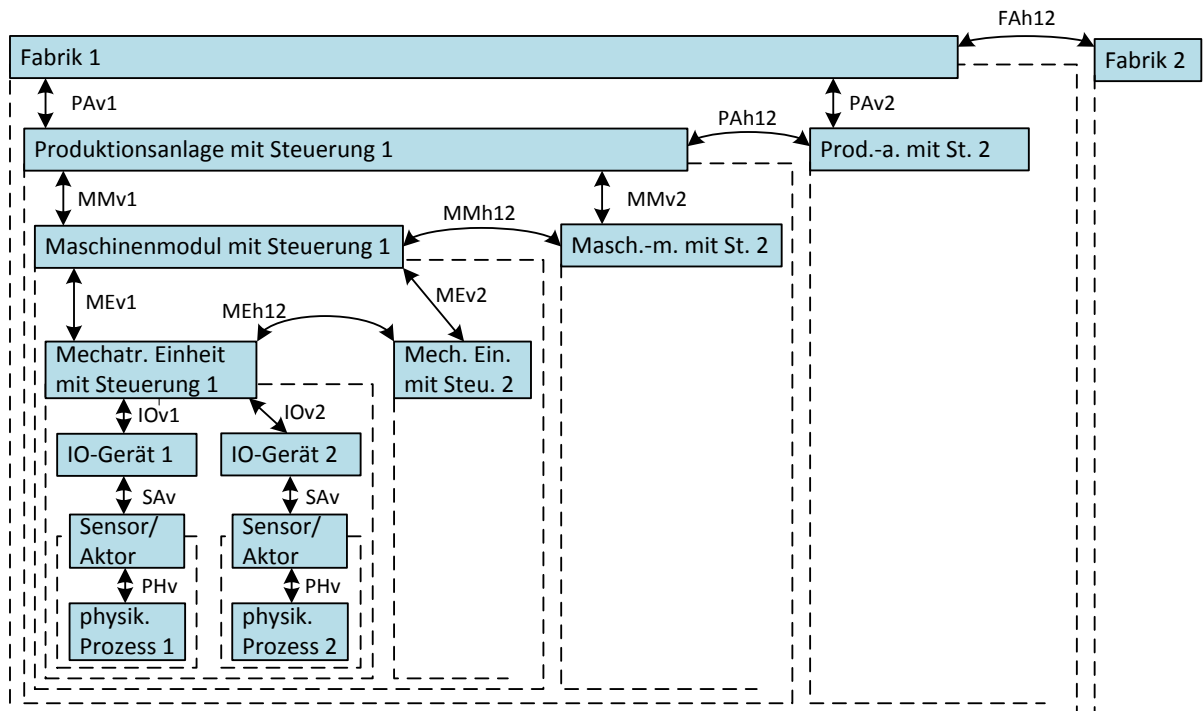 FAh12
Fabrik 1
Fabrik 2
PAv1
PAv2
PAh12
Produktionsanlage mit Steuerung 1
Prod.-a. mit St. 2
MMv1
MMv2
MMh12
Maschinenmodul mit Steuerung 1
Masch.-m. mit St. 2
MEv1
MEv2
MEh12
Mechatr. Einheit
mit Steuerung 1
Mech. Ein.
mit Steu. 2
IOv1
IOv2
IO-Gerät 1
IO-Gerät 2
SAv
SAv
Sensor/
Aktor
Sensor/
Aktor
PHv
PHv
physik.
Prozess 1
physik.
Prozess 2